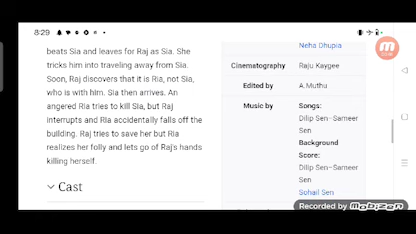 8:29
beats Sia and leaves for Raj as Sia. She
tricks him into traveling away from Sia.
Soon, Raj discovers that it is Ria, not Sia,
who is with him. Sia then arrives. An
angered Ria tries to kill Sia, but Raj
interrupts and Ria accidentally falls off the
building. Raj tries to save her but Ria
realizes her folly and lets go of Raj's hands
killing herself.
Cast
Neha Dhupia
Cinematography Raju Kaygee
Edited by A.Muthu
Music by Songs:
Dilip Sen–Sameer
Sen
Background
Score:
Dilip Sen–Sameer
Sen
Sohail Sen
Recorded by Mobizen